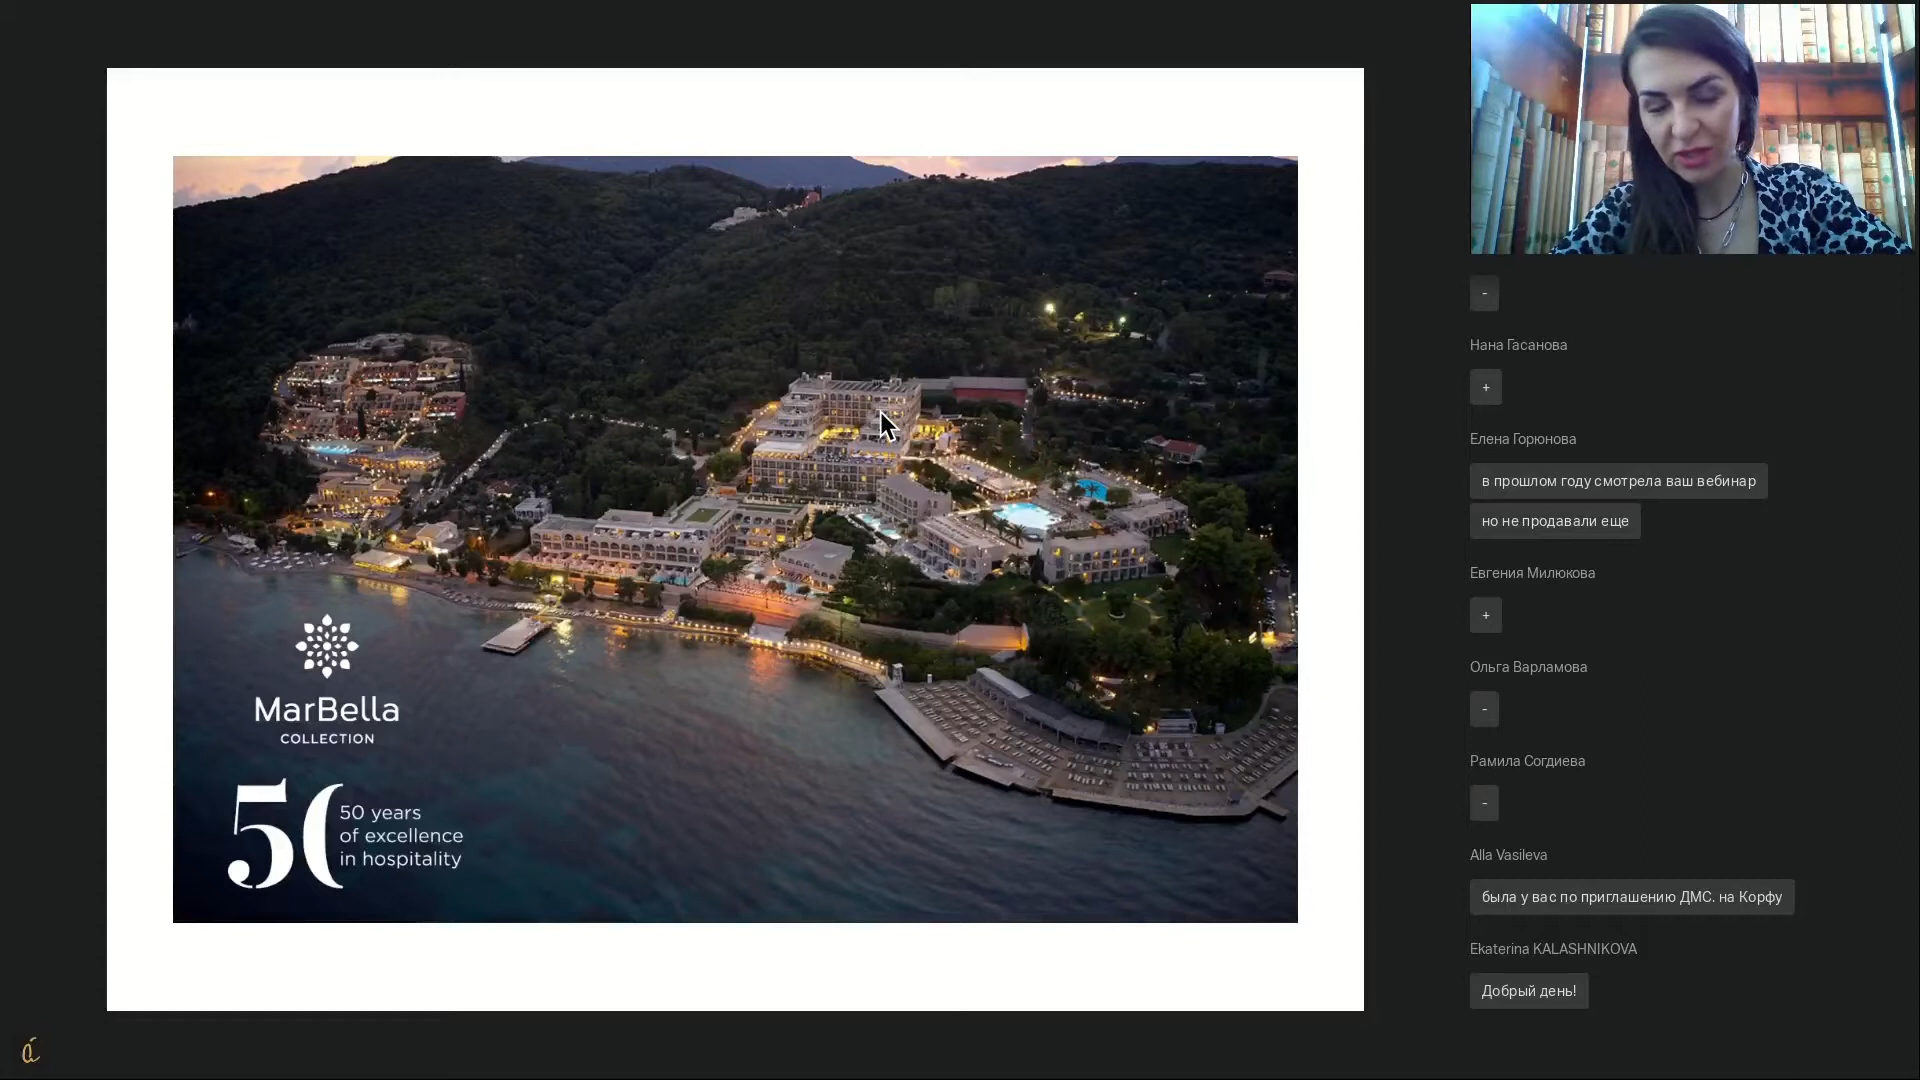 MarBella
COLLECTION
50
50 years
of excellence
in hospitality
-
Нана Гасанова
+
Елена Горюнова
в прошлом году смотрела ваш вебинар
но не продавали еще
Евгения Милюкова
+
Ольга Варламова
-
Рамила Согдиева
-
Alla Vasileva
была у вас по приглашению ДМС. на Корфу
Ekaterina KALASHNIKOVA
Добрый день!
á